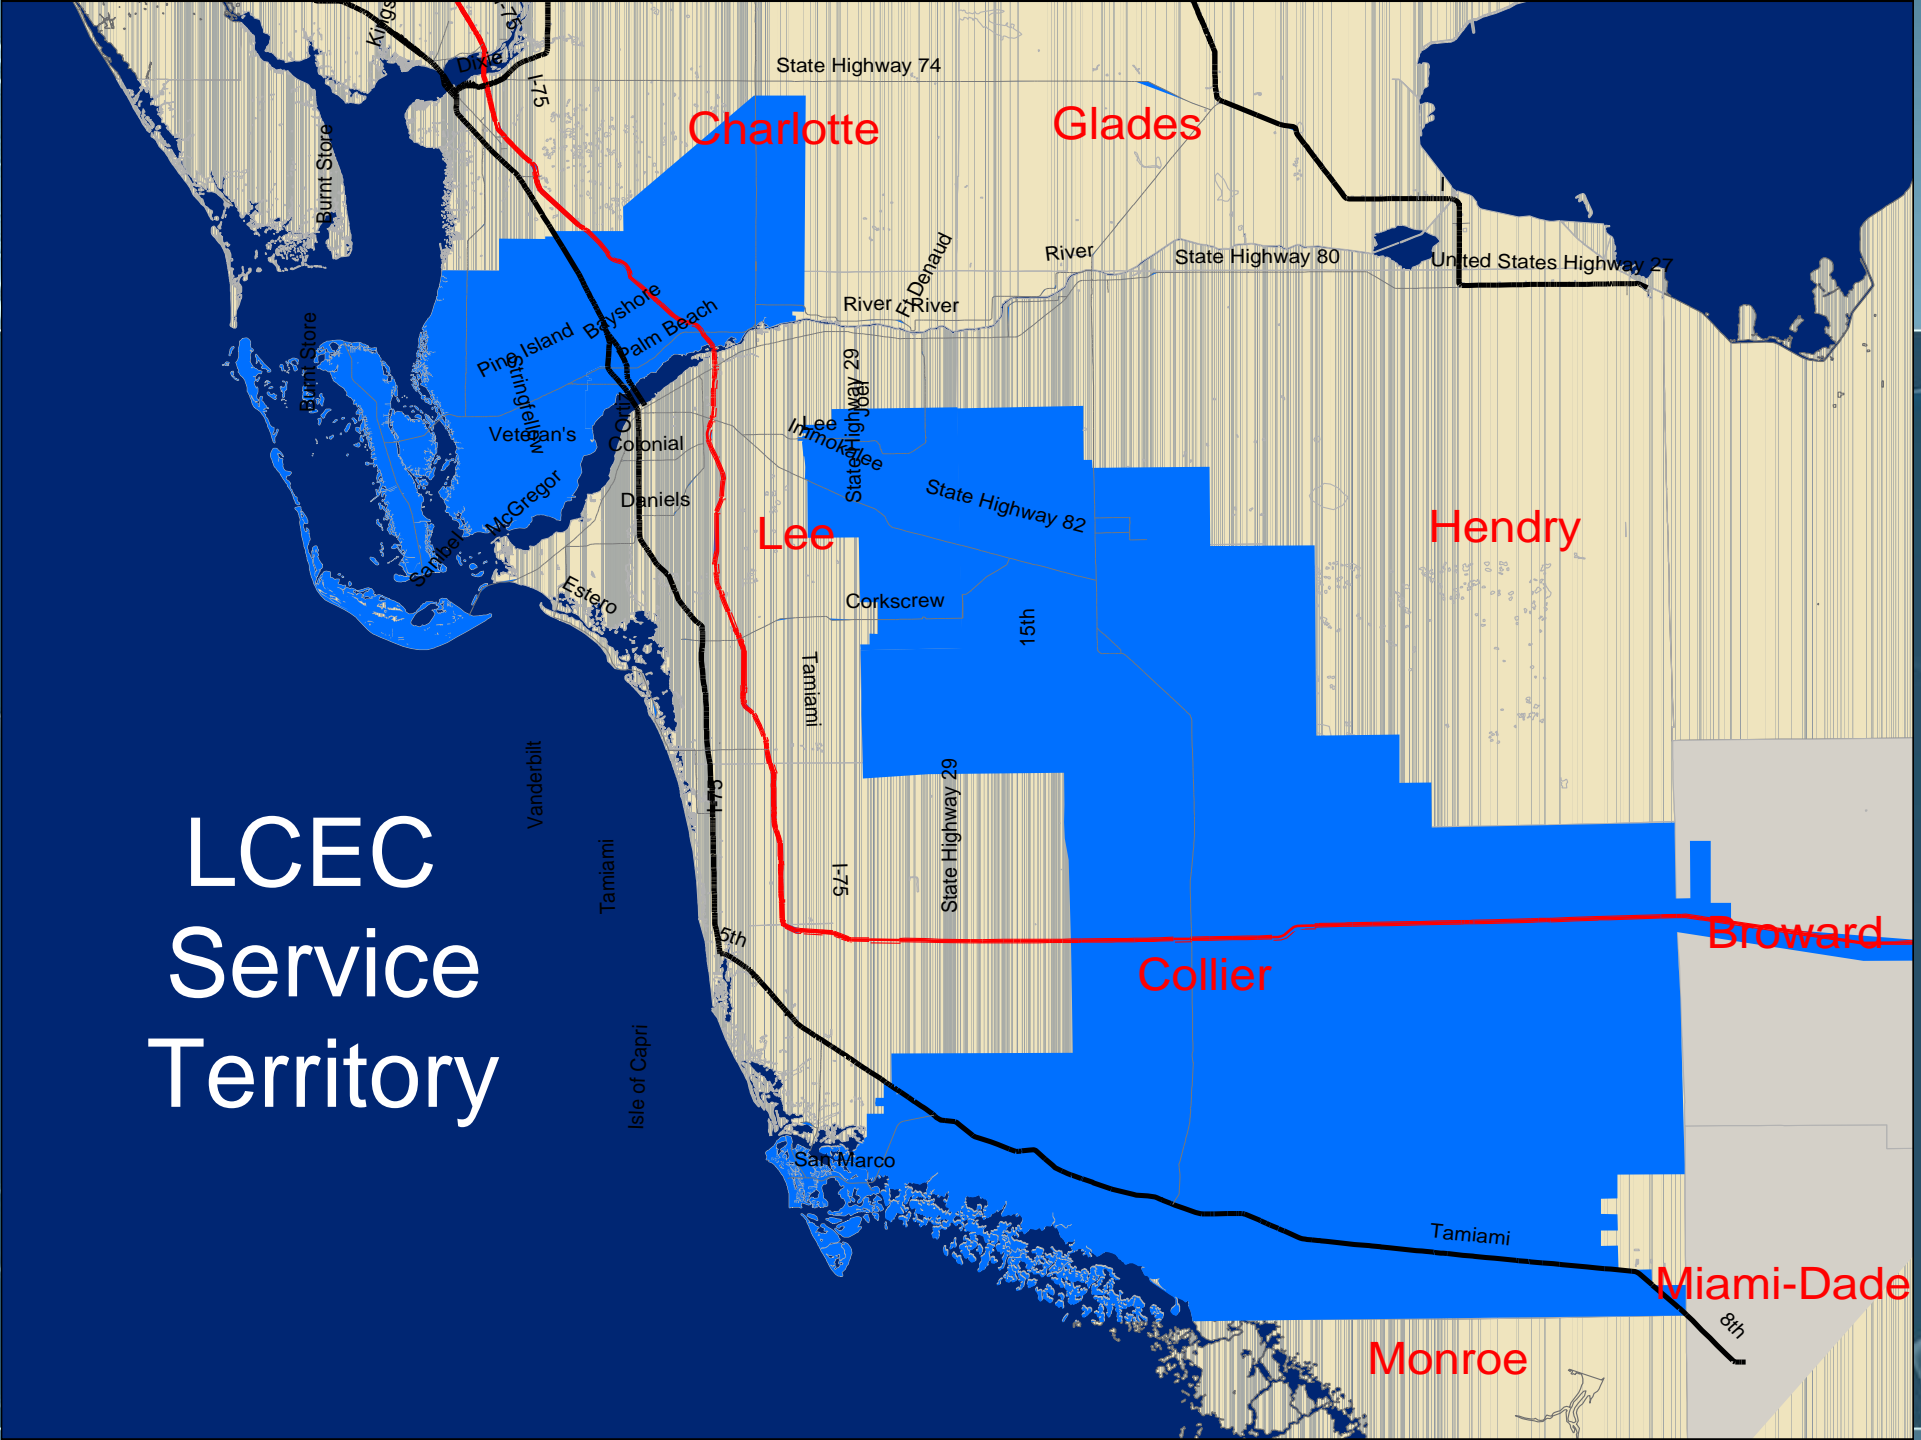 Kings
I-75
Dixie
I-75
State Highway 74
Charlotte
Glades
Burnt Store
I
River
State Highway 80
United States Highway 27
Ft Denaud
River
River
Bayshore
Palm Beach
Pine Island
Burnt Store
Stringfellow
State Highway 29
Joel
Ortiz
Lee
Immokalee
Veteran's
Colonial
McGregor
Daniels
State Highway 82
Lee
Hendry
Sanibel
Estero
Corkscrew
15th
Tamiami
Vanderbilt
I-75
State Highway 29
LCEC
Service
Territory
Tamiami
I-75
5th
Broward
Collier
Isle of Capri
San Marco
Tamiami
Miami-Dade
8th
Monroe